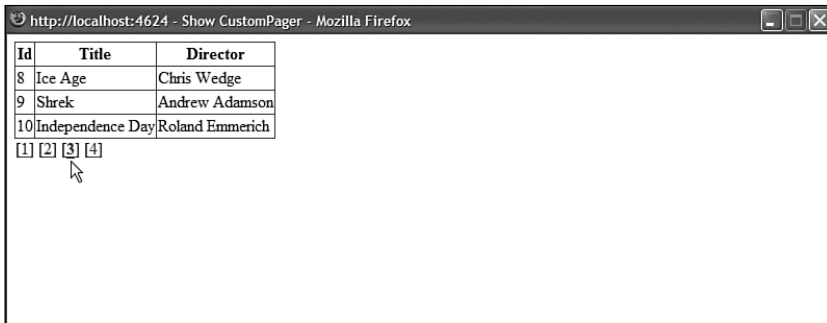 http://localhost:4624 - Show CustomPager - Mozilla Firefox
Id Title Director
8 Ice Age Chris Wedge
9 Shrek Andrew Adamson
10 Independence Day Roland Emmerich
[1] [2] [3] [4]